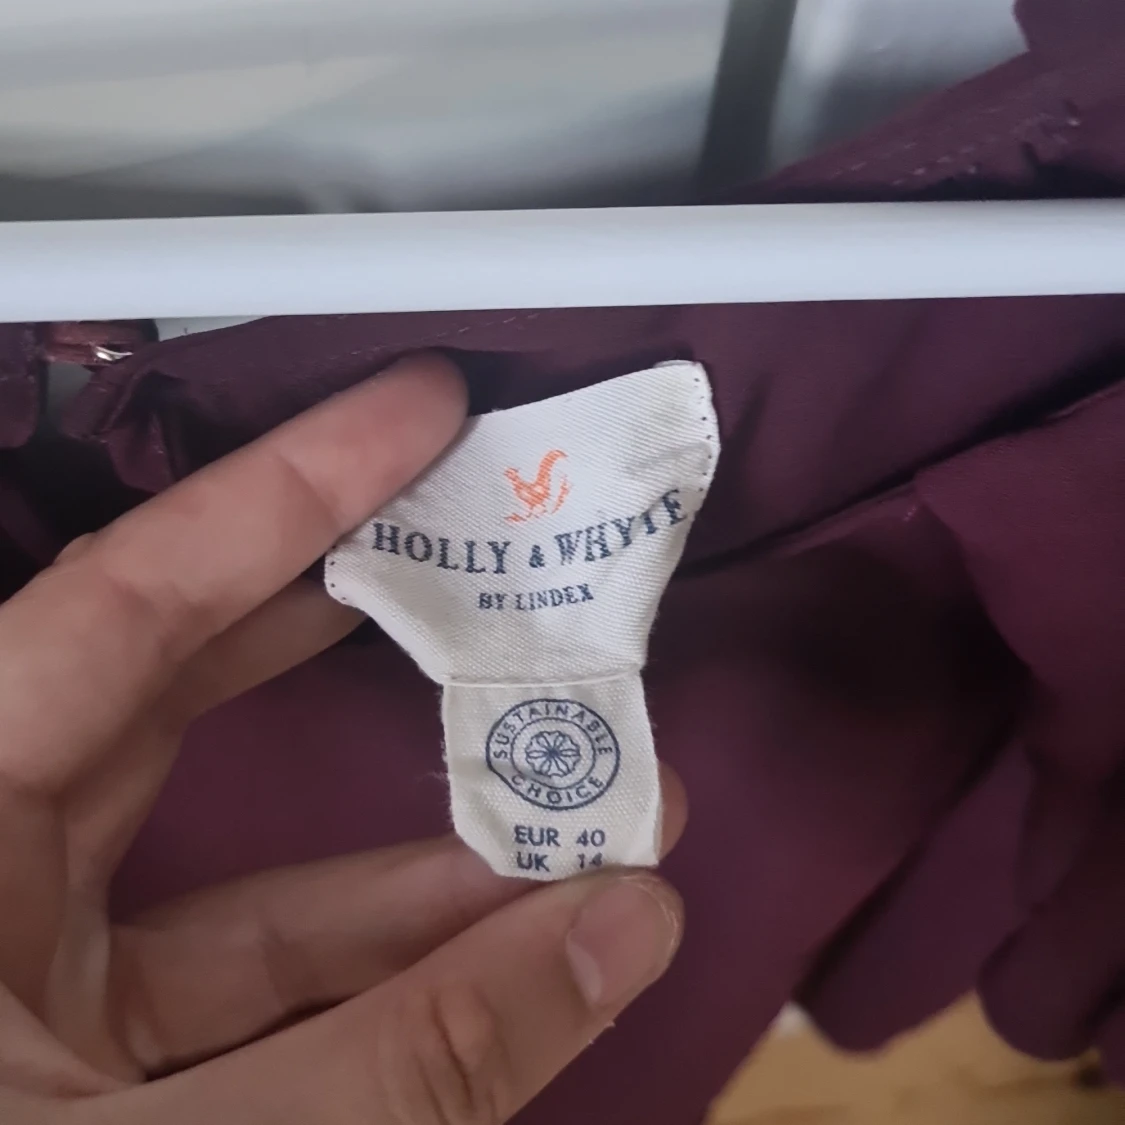 HOLLY & WHYTE
BY LINDEX
SUSTAINABLE
CHOICE
EUR 40
UK 14